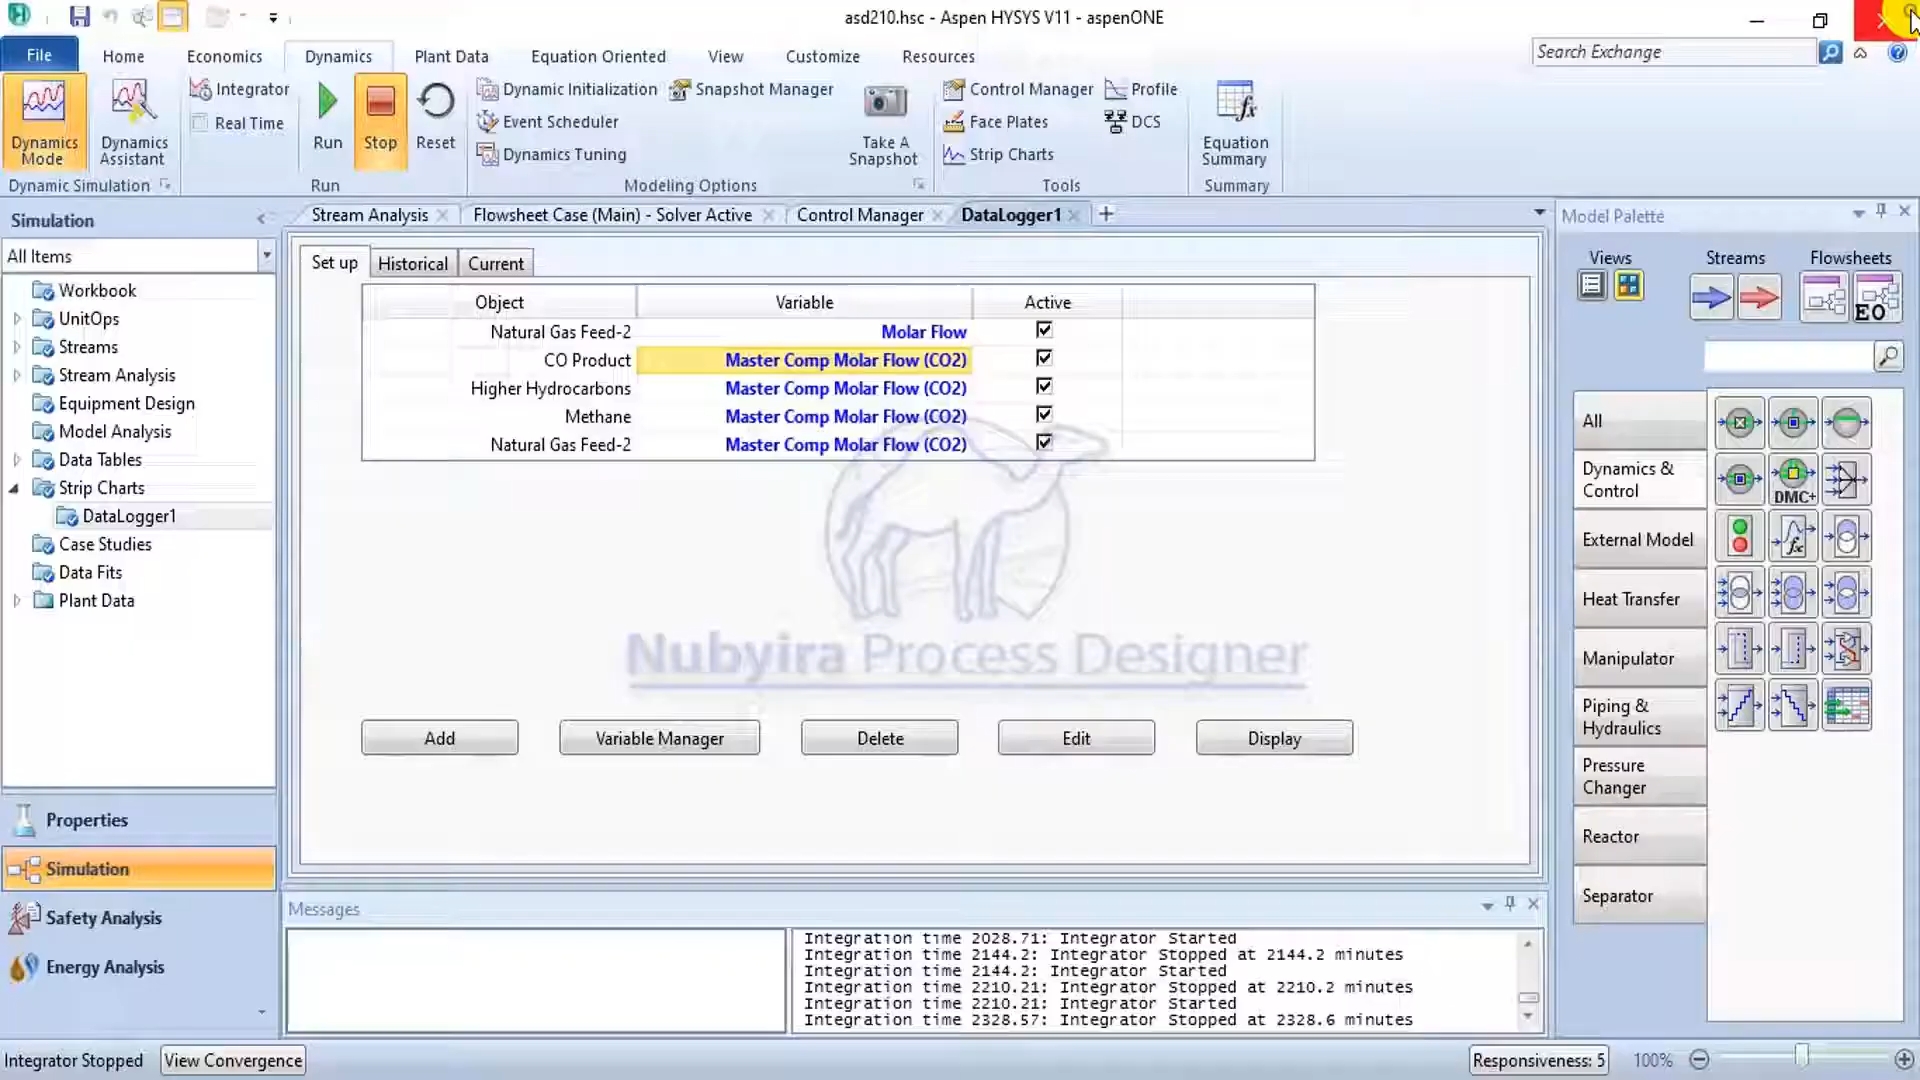 asd210.hsc - Aspen HYSYS V11 - aspenONE
File
Home
Economics
Dynamics
Plant Data
Equation Oriented
View
Customize
Resources
Search Exchange
Dynamics Mode
Dynamics Assistant
Dynamic Simulation
Integrator
Real Time
Run
Stop
Reset
Run
Dynamic Initialization
Event Scheduler
Dynamics Tuning
Snapshot Manager
Take A Snapshot
Modeling Options
Control Manager
Face Plates
Strip Charts
Profile
DCS
Tools
Equation Summary
Summary
Simulation
All Items
Workbook
UnitOps
Streams
Stream Analysis
Equipment Design
Model Analysis
Data Tables
Strip Charts
DataLogger1
Case Studies
Data Fits
Plant Data
Properties
Simulation
Safety Analysis
Energy Analysis
Stream Analysis
Flowsheet Case (Main) - Solver Active
Control Manager
DataLogger1
Set up
Historical
Current
Object Variable Active
Natural Gas Feed-2 Molar Flow
CO Product Master Comp Molar Flow (CO2)
Higher Hydrocarbons Master Comp Molar Flow (CO2)
Methane Master Comp Molar Flow (CO2)
Natural Gas Feed-2 Master Comp Molar Flow (CO2)
Nubyira Process Designer
Add
Variable Manager
Delete
Edit
Display
Messages
Integration time 2028.71: Integrator Started
Integration time 2144.2: Integrator Stopped at 2144.2 minutes
Integration time 2144.2: Integrator Started
Integration time 2210.21: Integrator Stopped at 2210.2 minutes
Integration time 2210.21: Integrator Started
Integration time 2328.57: Integrator Stopped at 2328.6 minutes
Model Palette
Views
Streams
Flowsheets
EO
All
Dynamics & Control
External Model
Heat Transfer
Manipulator
Piping & Hydraulics
Pressure Changer
Reactor
Separator
DMC+
fx
Integrator Stopped
View Convergence
Responsiveness: 5
100%